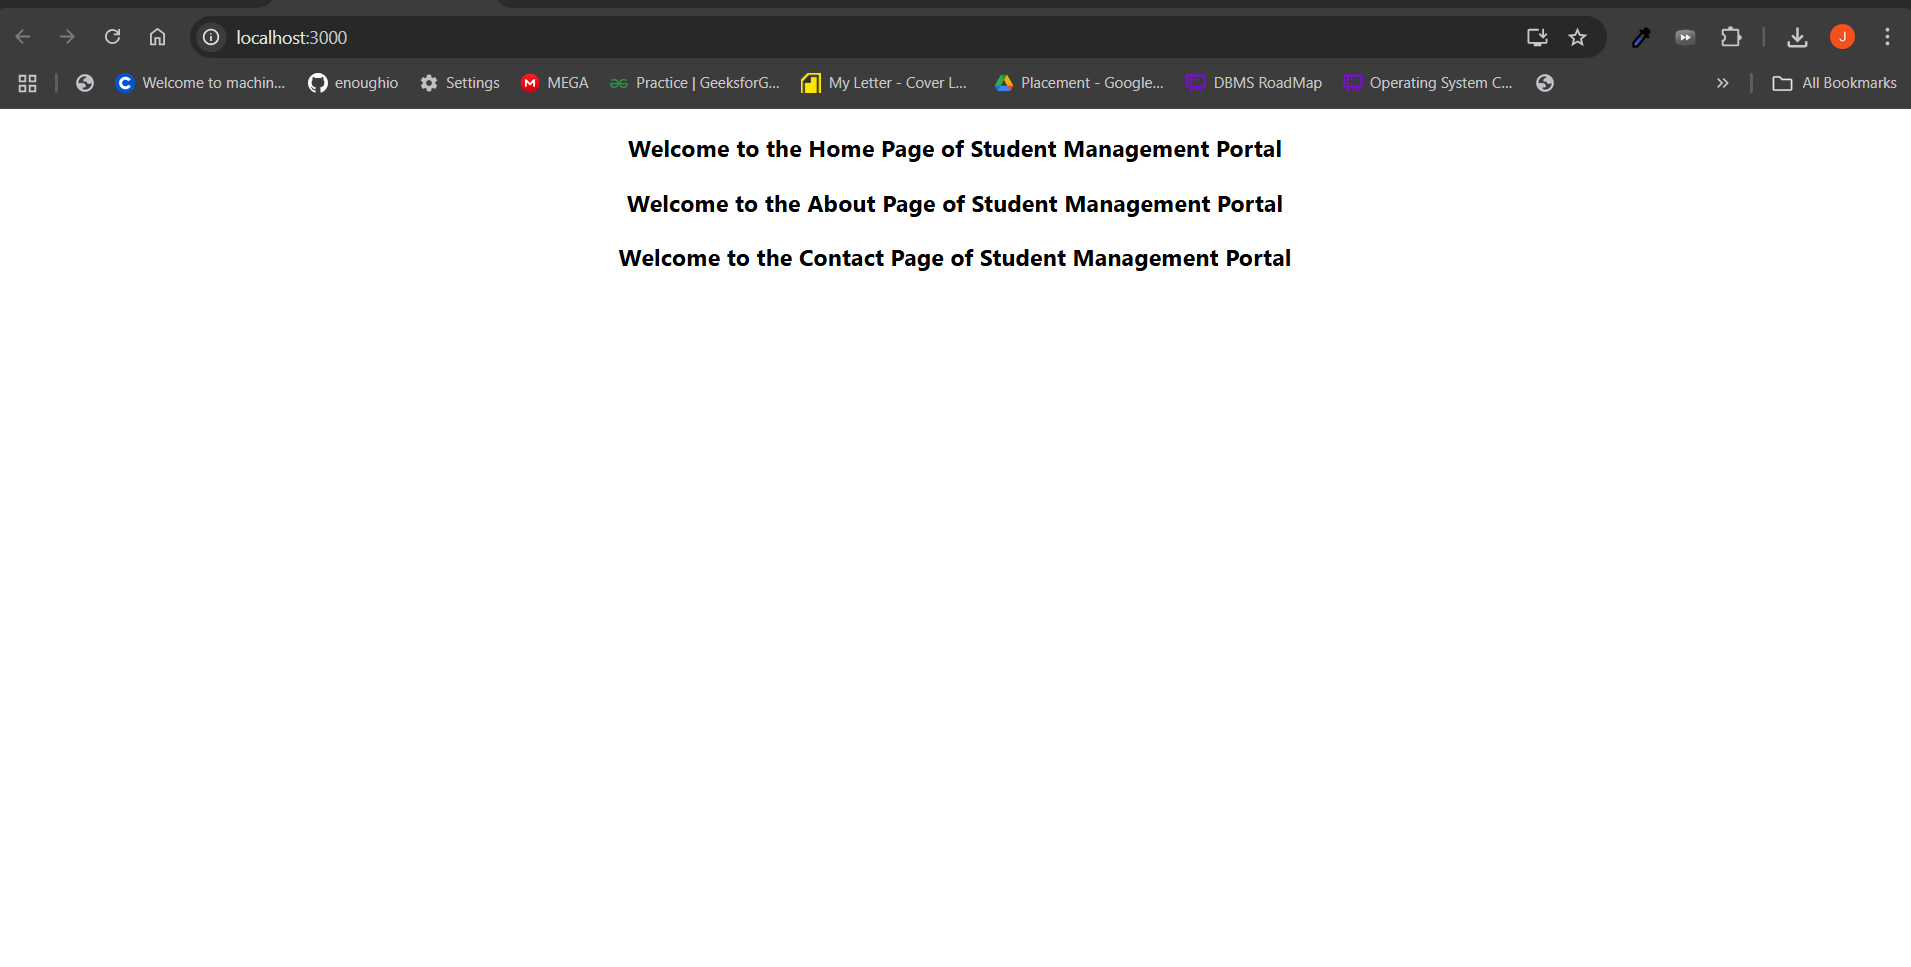 localhost:3000
J
Welcome to machin... enoughio Settings MEGA Practice | GeeksforG... My Letter - Cover L... Placement - Google... DBMS RoadMap Operating System C... » All Bookmarks
Welcome to the Home Page of Student Management Portal
Welcome to the About Page of Student Management Portal
Welcome to the Contact Page of Student Management Portal